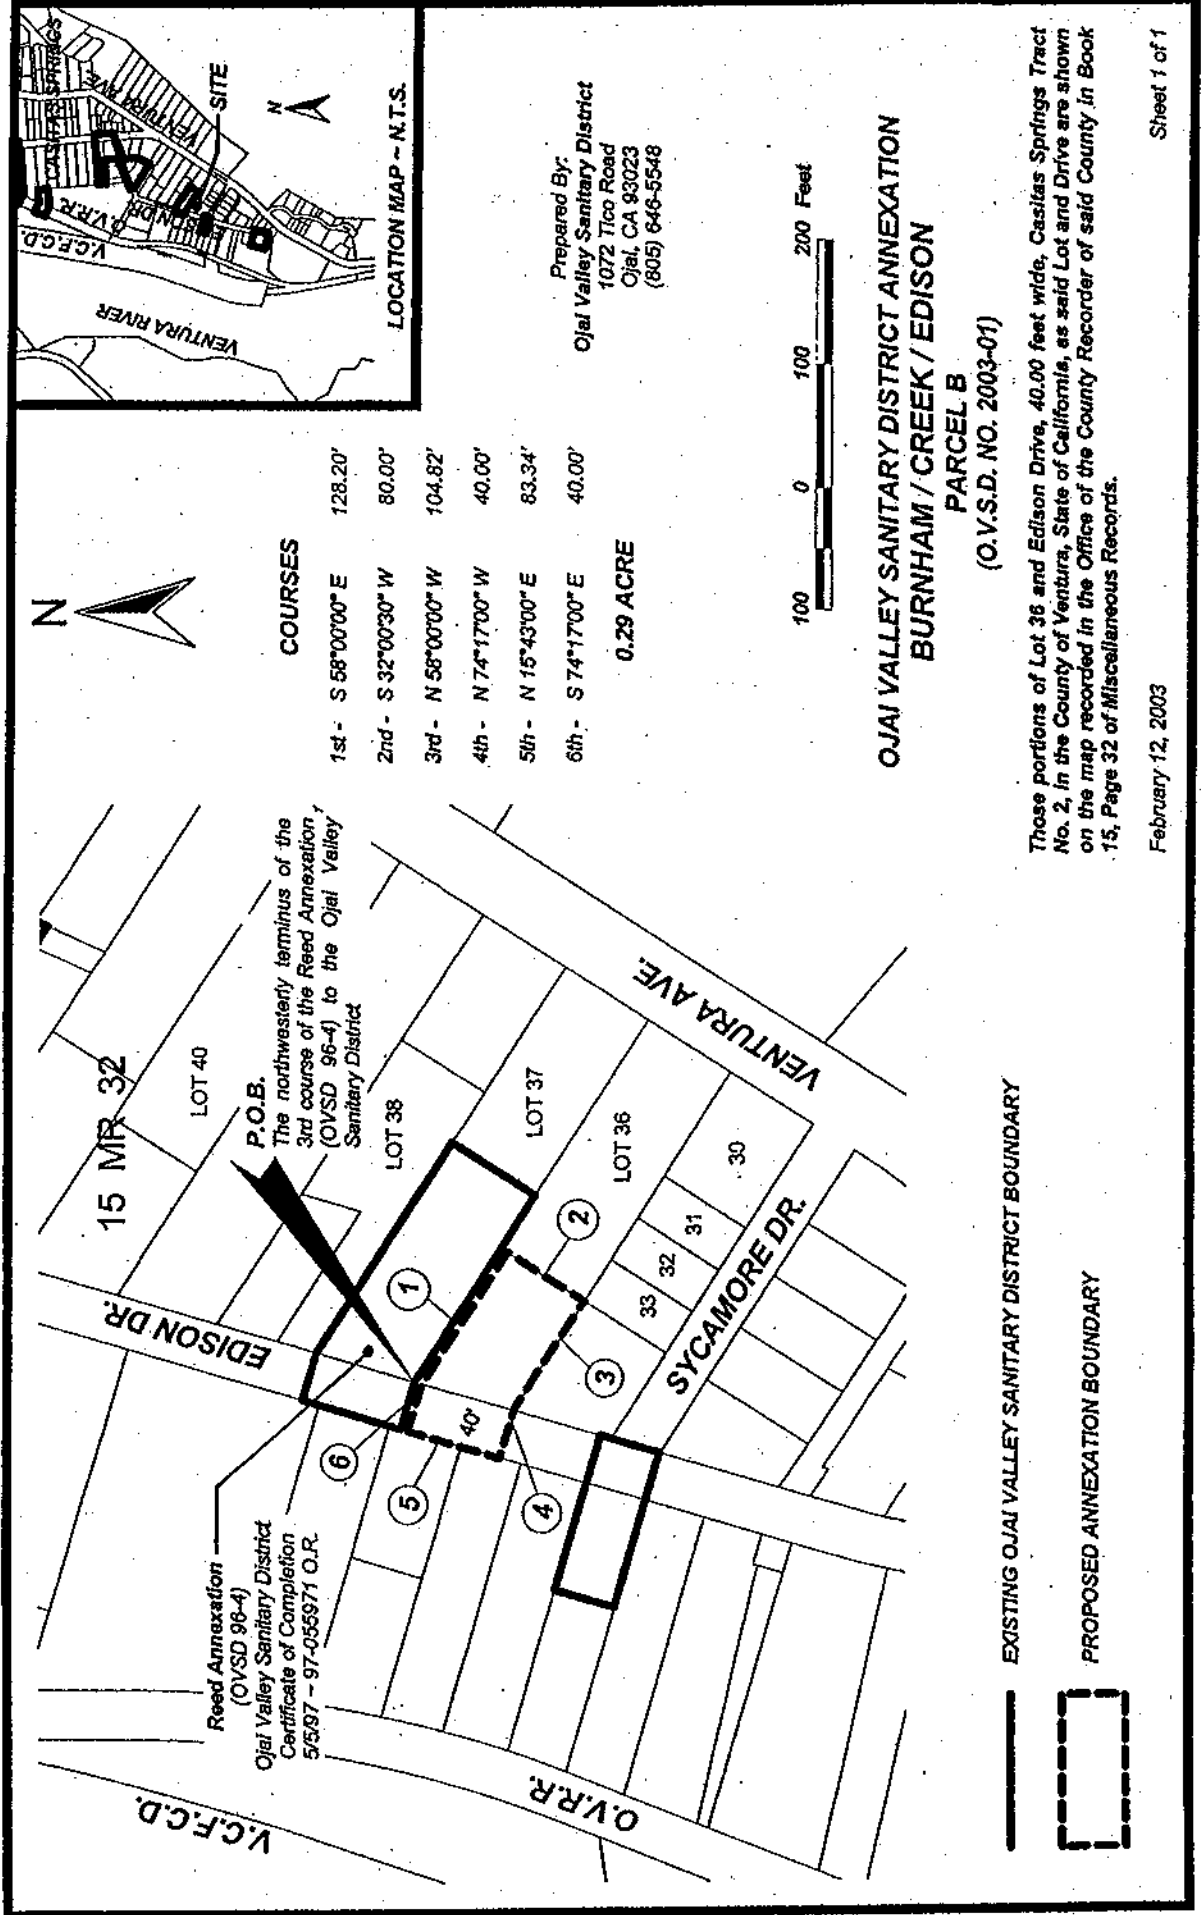 15 MR 32
LOT 40
P.O.B.
The northwesterly terminus of the
3rd course of the Reed Annexation
(OVSD 96-4) to the Ojai Valley
Sanitary District
EDISON DR.
LOT 38
LOT 37
LOT 36
VENTURA AVE.
Reed Annexation
(OVSD 96-4)
Ojai Valley Sanitary District
Certificate of Completion
5/5/97 – 97-055971 O.R.
V.C.F.C.D.
O.V.R.R.
1
2
3
4
5
6
40'
30
31
32
33
SYCAMORE DR.
N
COURSES
1st - S 58°00'00" E 128.20'
2nd - S 32°00'30" W 80.00'
3rd - N 58°00'00" W 104.82'
4th - N 74°17'00" W 40.00'
5th - N 15°43'00" E 83.34'
6th - S 74°17'00" E 40.00'
0.29 ACRE
CASITAS SPRINGS
VENTURA AVE
SITE
N
O.V.R.R.
EDISON DR.
V.C.F.C.D.
VENTURA RIVER
LOCATION MAP ~ N.T.S.
Prepared By:
Ojai Valley Sanitary District
1072 Tico Road
Ojai, CA 93023
(805) 646-5548
100 0 100 200 Feet
OJAI VALLEY SANITARY DISTRICT ANNEXATION
BURNHAM / CREEK / EDISON
PARCEL B
(O.V.S.D. NO. 2003-01)
EXISTING OJAI VALLEY SANITARY DISTRICT BOUNDARY
PROPOSED ANNEXATION BOUNDARY
Those portions of Lot 36 and Edison Drive, 40.00 feet wide, Casitas Springs Tract
No. 2, in the County of Ventura, State of California, as said Lot and Drive are shown
on the map recorded in the Office of the County Recorder of said County in Book
15, Page 32 of Miscellaneous Records.
February 12, 2003
Sheet 1 of 1